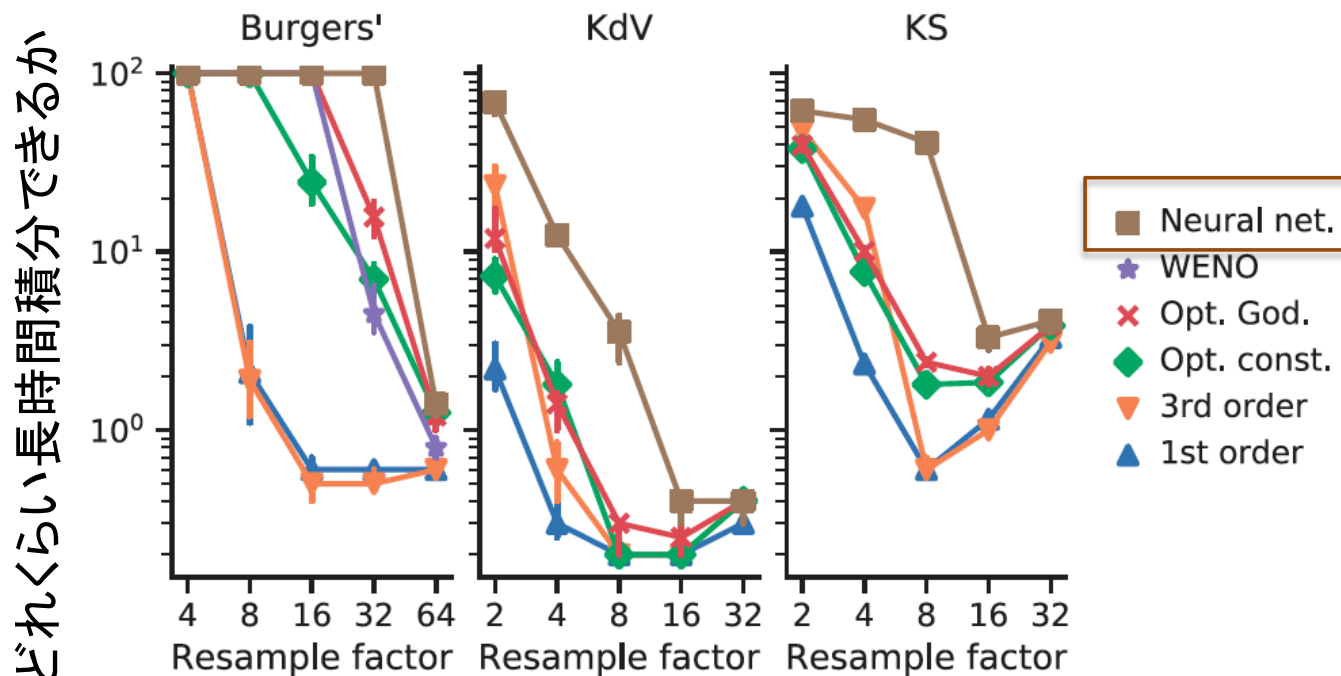 どれくらい長時間積分できるか
Burgers'
KdV
KS
10²
10¹
10⁰
4 8 16 32 64
2 4 8 16 32
2 4 8 16 32
Resample factor
Resample factor
Resample factor
Neural net.
WENO
Opt. God.
Opt. const.
3rd order
1st order